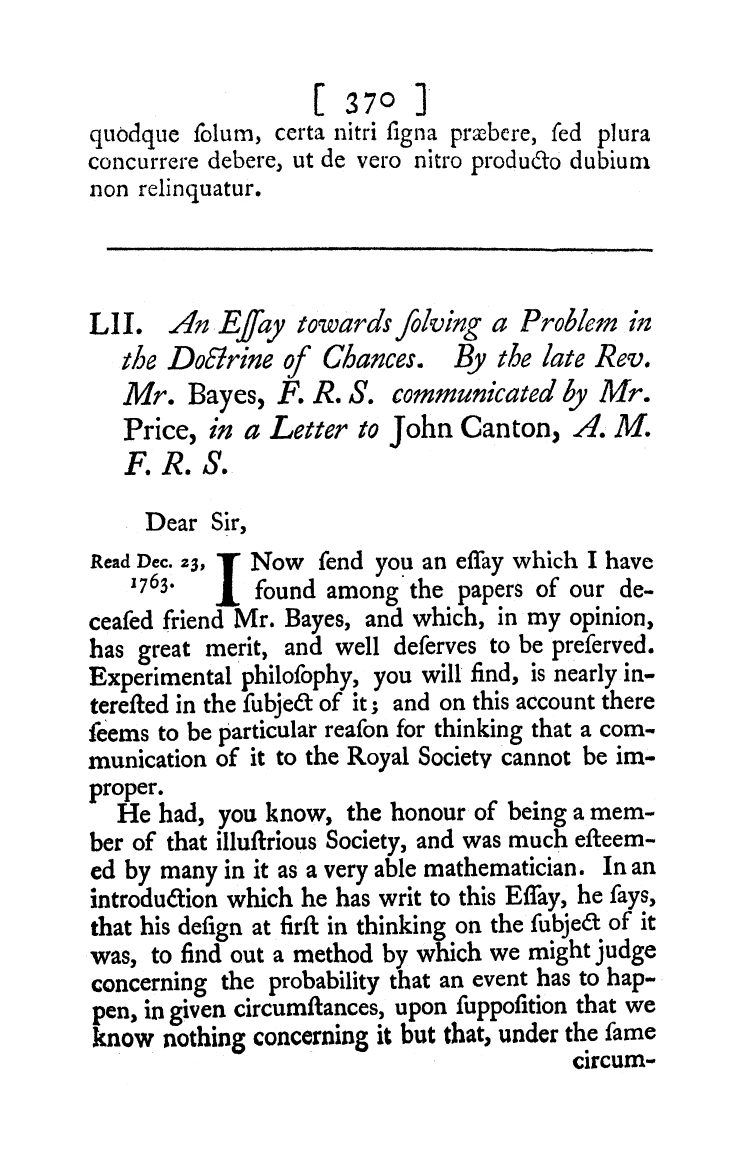 [ 370 ]
quòdque ſolum, certa nitri ſigna præbere, ſed plura
concurrere debere, ut de vero nitro producto dubium
non relinquatur.
LII. An Eſſay towards ſolving a Problem in
the Doctrine of Chances. By the late Rev.
Mr. Bayes, F. R. S. communicated by Mr.
Price, in a Letter to John Canton, A. M.
F. R. S.
Dear Sir,
Read Dec. 23, 1763.
I Now ſend you an eſſay which I have
found among the papers of our de-
ceaſed friend Mr. Bayes, and which, in my opinion,
has great merit, and well deſerves to be preſerved.
Experimental philoſophy, you will find, is nearly in-
tereſted in the ſubject of it; and on this account there
ſeems to be particular reaſon for thinking that a com-
munication of it to the Royal Society cannot be im-
proper.
He had, you know, the honour of being a mem-
ber of that illuſtrious Society, and was much eſteem-
ed by many in it as a very able mathematician. In an
introduction which he has writ to this Eſſay, he ſays,
that his deſign at firſt in thinking on the ſubject of it
was, to find out a method by which we might judge
concerning the probability that an event has to hap-
pen, in given circumſtances, upon ſuppoſition that we
know nothing concerning it but that, under the ſame
circum-